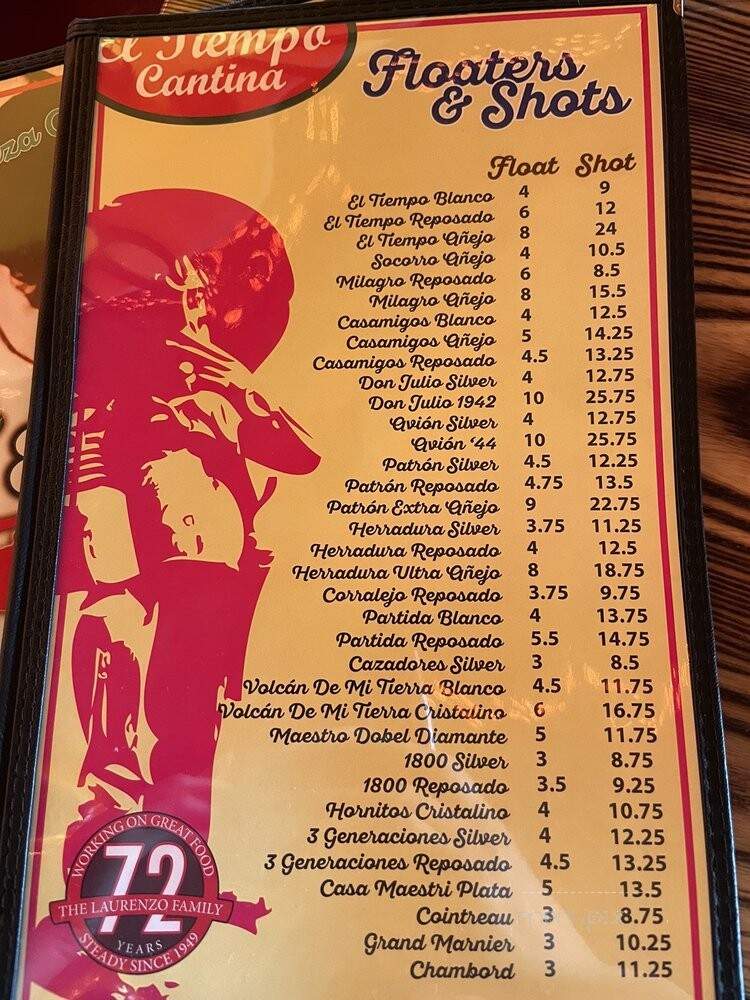 El Tiempo
Cantina
Floaters
& Shots
Float Shot
El Tiempo Blanco 4 9
El Tiempo Reposado 6 12
El Tiempo Añejo 8 24
Socorro Añejo 4 10.5
Milagro Reposado 6 8.5
Milagro Añejo 8 15.5
Casamigos Blanco 4 12.5
Casamigos Añejo 5 14.25
Casamigos Reposado 4.5 13.25
Don Julio Silver 4 12.75
Don Julio 1942 10 25.75
Avión Silver 4 12.75
Avión '44 10 25.75
Patrón Silver 4.5 12.25
Patrón Reposado 4.75 13.5
Patrón Extra Añejo 9 22.75
Herradura Silver 3.75 11.25
Herradura Reposado 4 12.5
Herradura Ultra Añejo 8 18.75
Corralejo Reposado 3.75 9.75
Partida Blanco 4 13.75
Partida Reposado 5.5 14.75
Cazadores Silver 3 8.5
Volcán De Mi Tierra Blanco 4.5 11.75
Volcán De Mi Tierra Cristalino 6 16.75
Maestro Dobel Diamante 5 11.75
1800 Silver 3 8.75
1800 Reposado 3.5 9.25
Hornitos Cristalino 4 10.75
3 Generaciones Silver 4 12.25
3 Generaciones Reposado 4.5 13.25
Casa Maestri Plata 5 13.5
Cointreau 3 8.75
Grand Marnier 3 10.25
Chambord 3 11.25
WORKING ON GREAT FOOD
72
THE LAURENZO FAMILY
YEARS
STEADY SINCE 1949